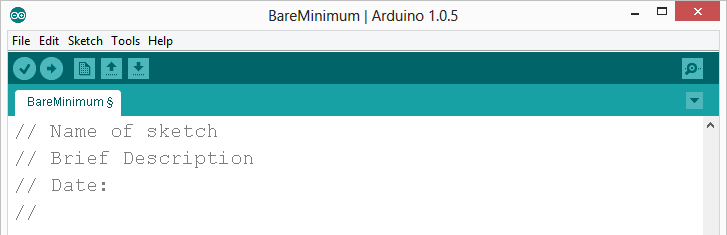 BareMinimum | Arduino 1.0.5
File Edit Sketch Tools Help
BareMinimum §
// Name of sketch
// Brief Description
// Date:
//